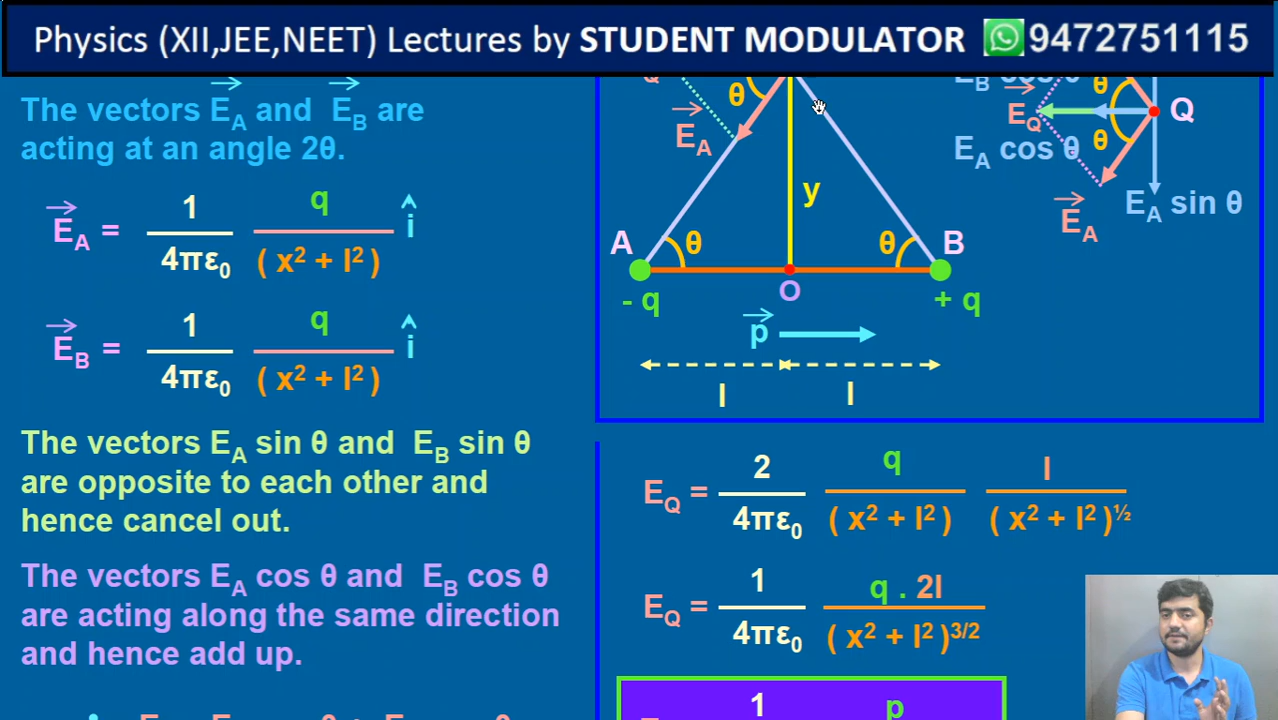 Physics (XII,JEE,NEET) Lectures by STUDENT MODULATOR 9472751115
The vectors E_A and E_B are
acting at an angle 2θ.
E_A = 1/4πε₀ q/( x² + l² ) î
E_B = 1/4πε₀ q/( x² + l² ) î
The vectors E_A sin θ and E_B sin θ
are opposite to each other and
hence cancel out.
The vectors E_A cos θ and E_B cos θ
are acting along the same direction
and hence add up.
θ
E_A
y
A
θ
θ
B
- q
O
+ q
p
l
l
E_B cos θ
θ
E_Q
Q
E_A cos θ
θ
E_A sin θ
E_A
E_Q = 2/4πε₀ q/( x² + l² ) l/( x² + l² )^½
E_Q = 1/4πε₀ q . 2l/( x² + l² )^3/2
1
p